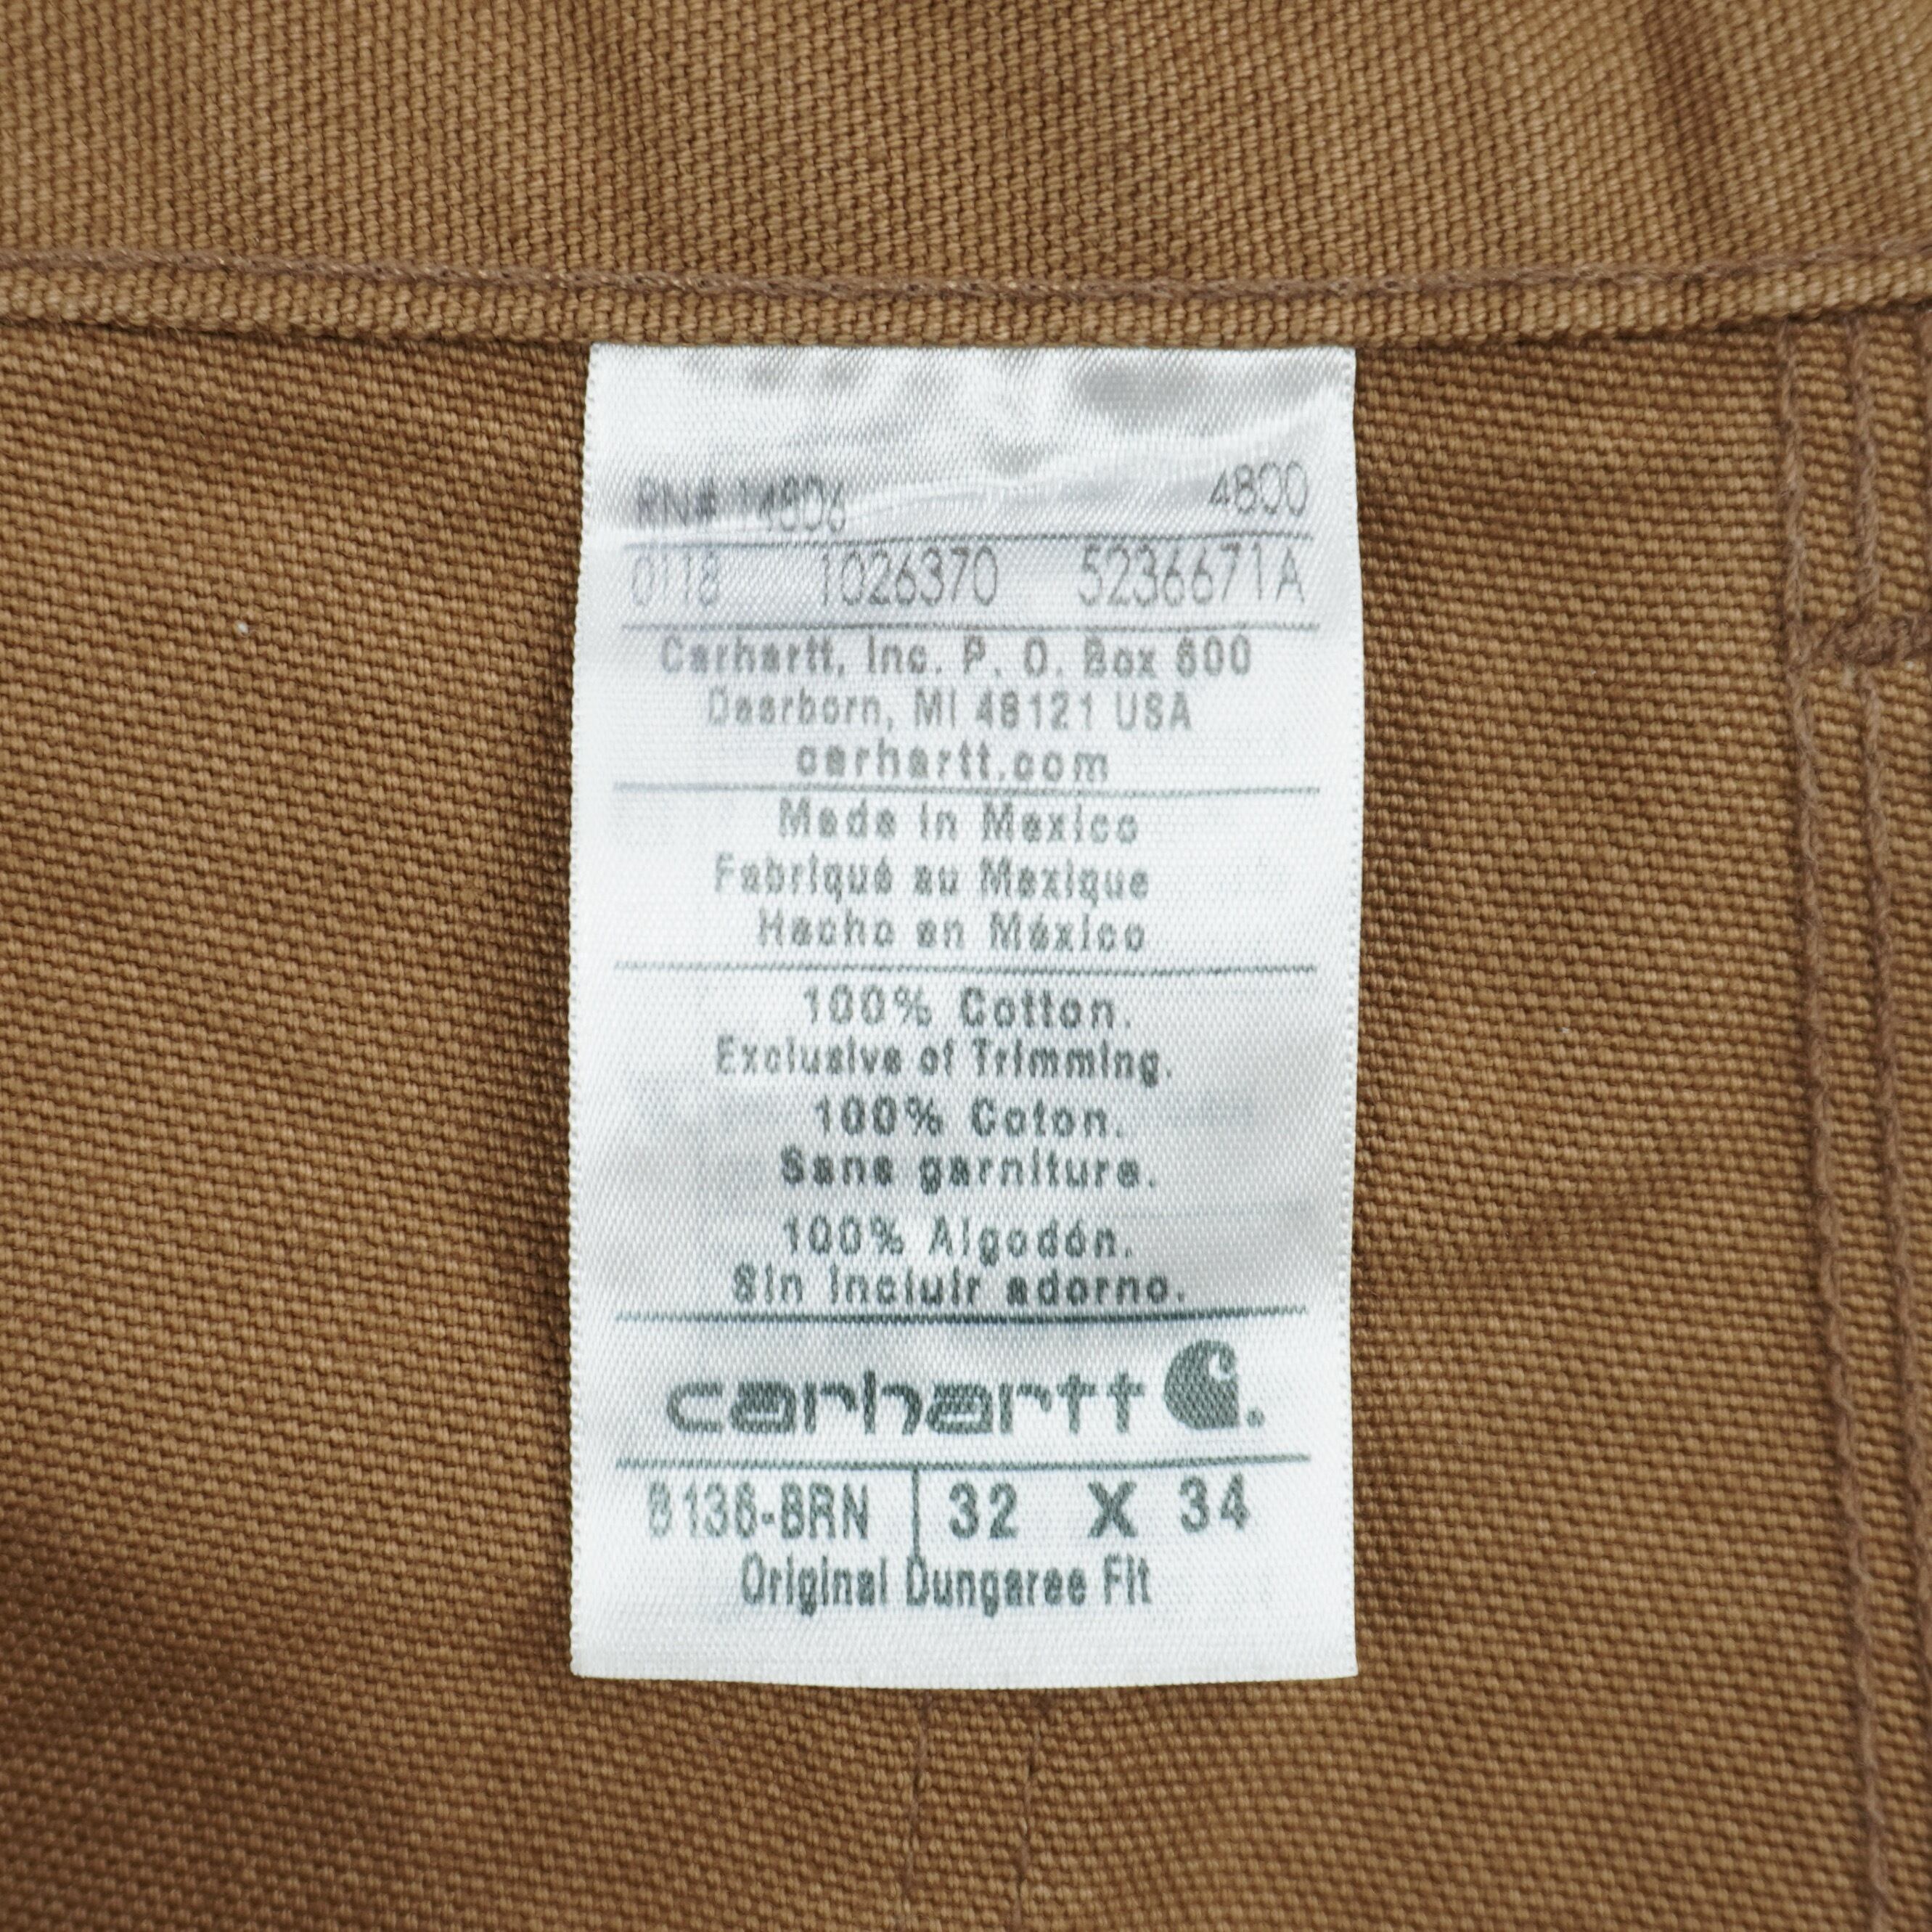 RN# 14806 4800
0118 1026370 5236671A
Carhartt, Inc. P. O. Box 600
Dearborn, MI 48121 USA
carhartt.com
Made in Mexico
Fabriqué au Mexique
Hecho en México
100% Cotton.
Exclusive of Trimming.
100% Coton.
Sans garniture.
100% Algodón.
Sin incluir adorno.
carhartt
B136-BRN 32 X 34
Original Dungaree Fit